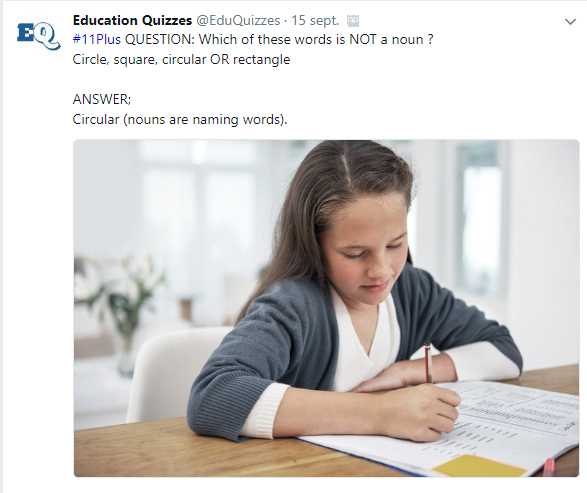 EQ
Education Quizzes @EduQuizzes · 15 sept.
#11Plus QUESTION: Which of these words is NOT a noun ?
Circle, square, circular OR rectangle
ANSWER;
Circular (nouns are naming words).